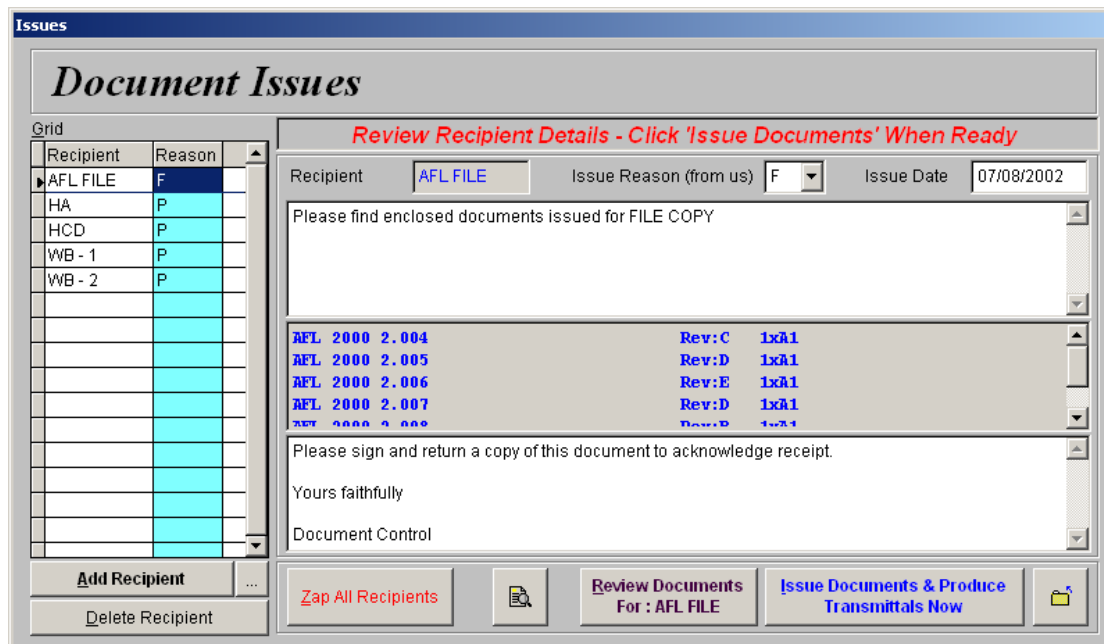 Issues
Document Issues
Grid
Recipient Reason
AFL FILE F
HA P
HCD P
WB - 1 P
WB - 2 P
Add Recipient ...
Delete Recipient
Review Recipient Details - Click 'Issue Documents' When Ready
Recipient AFL FILE Issue Reason (from us) F Issue Date 07/08/2002
Please find enclosed documents issued for FILE COPY
AFL 2000 2.004 Rev:C 1xA1
AFL 2000 2.005 Rev:D 1xA1
AFL 2000 2.006 Rev:E 1xA1
AFL 2000 2.007 Rev:D 1xA1
AFL 2000 2.008 1xA1
Please sign and return a copy of this document to acknowledge receipt.
Yours faithfully
Document Control
Zap All Recipients
Review Documents
For : AFL FILE
Issue Documents & Produce
Transmittals Now